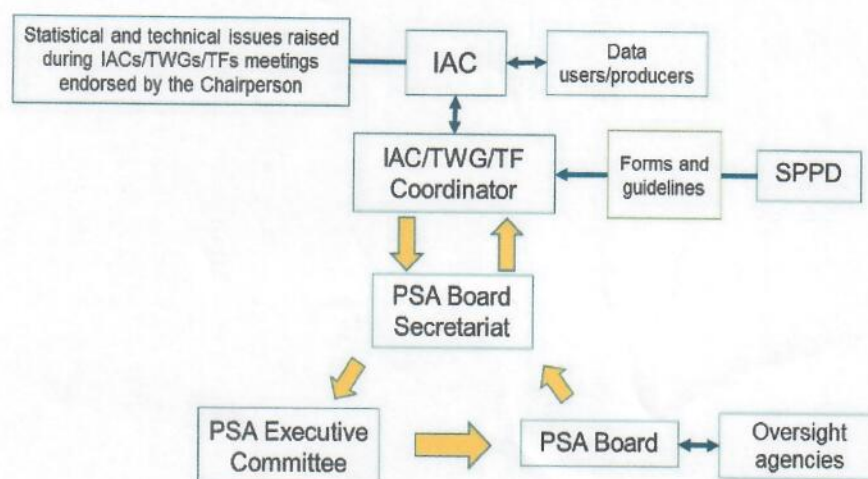 Statistical and technical issues raised
during IACs/TWGs/TFs meetings
endorsed by the Chairperson
IAC
Data
users/producers
IAC/TWG/TF
Coordinator
Forms and
guidelines
SPPD
PSA Board
Secretariat
PSA Executive
Committee
PSA Board
Oversight
agencies